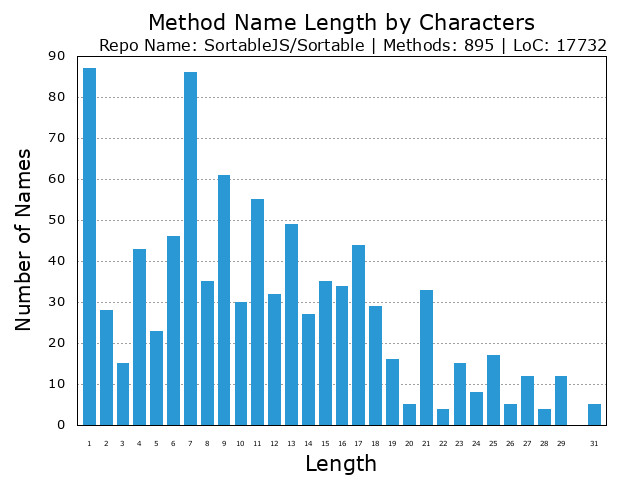 Method Name Length by Characters
Repo Name: SortableJS/Sortable | Methods: 895 | LoC: 17732
90
80
70
60
50
40
30
20
10
0
Number of Names
1 2 3 4 5 6 7 8 9 10 11 12 13 14 15 16 17 18 19 20 21 22 23 24 25 26 27 28 29 31
Length